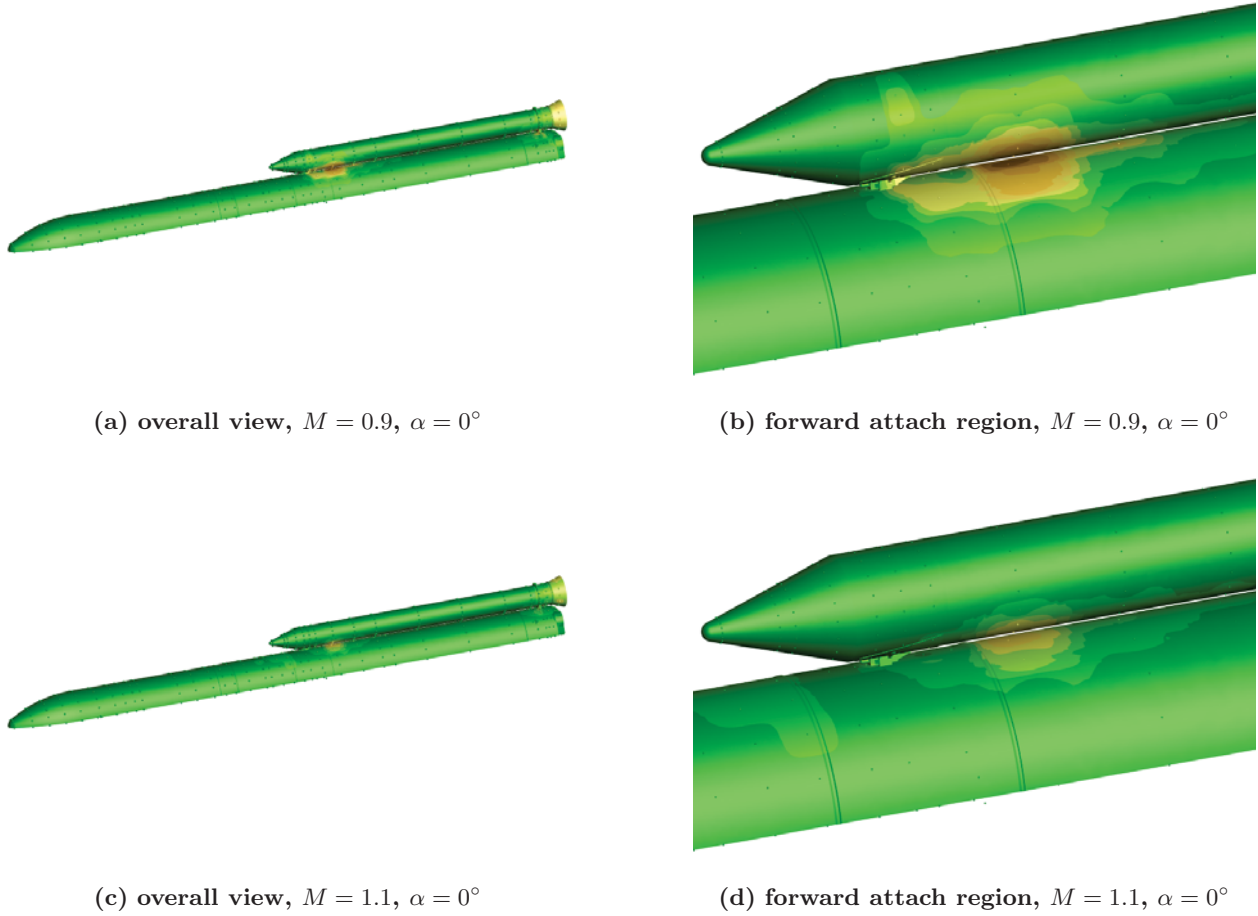 (a) overall view, M = 0.9, α = 0°
(b) forward attach region, M = 0.9, α = 0°
(c) overall view, M = 1.1, α = 0°
(d) forward attach region, M = 1.1, α = 0°